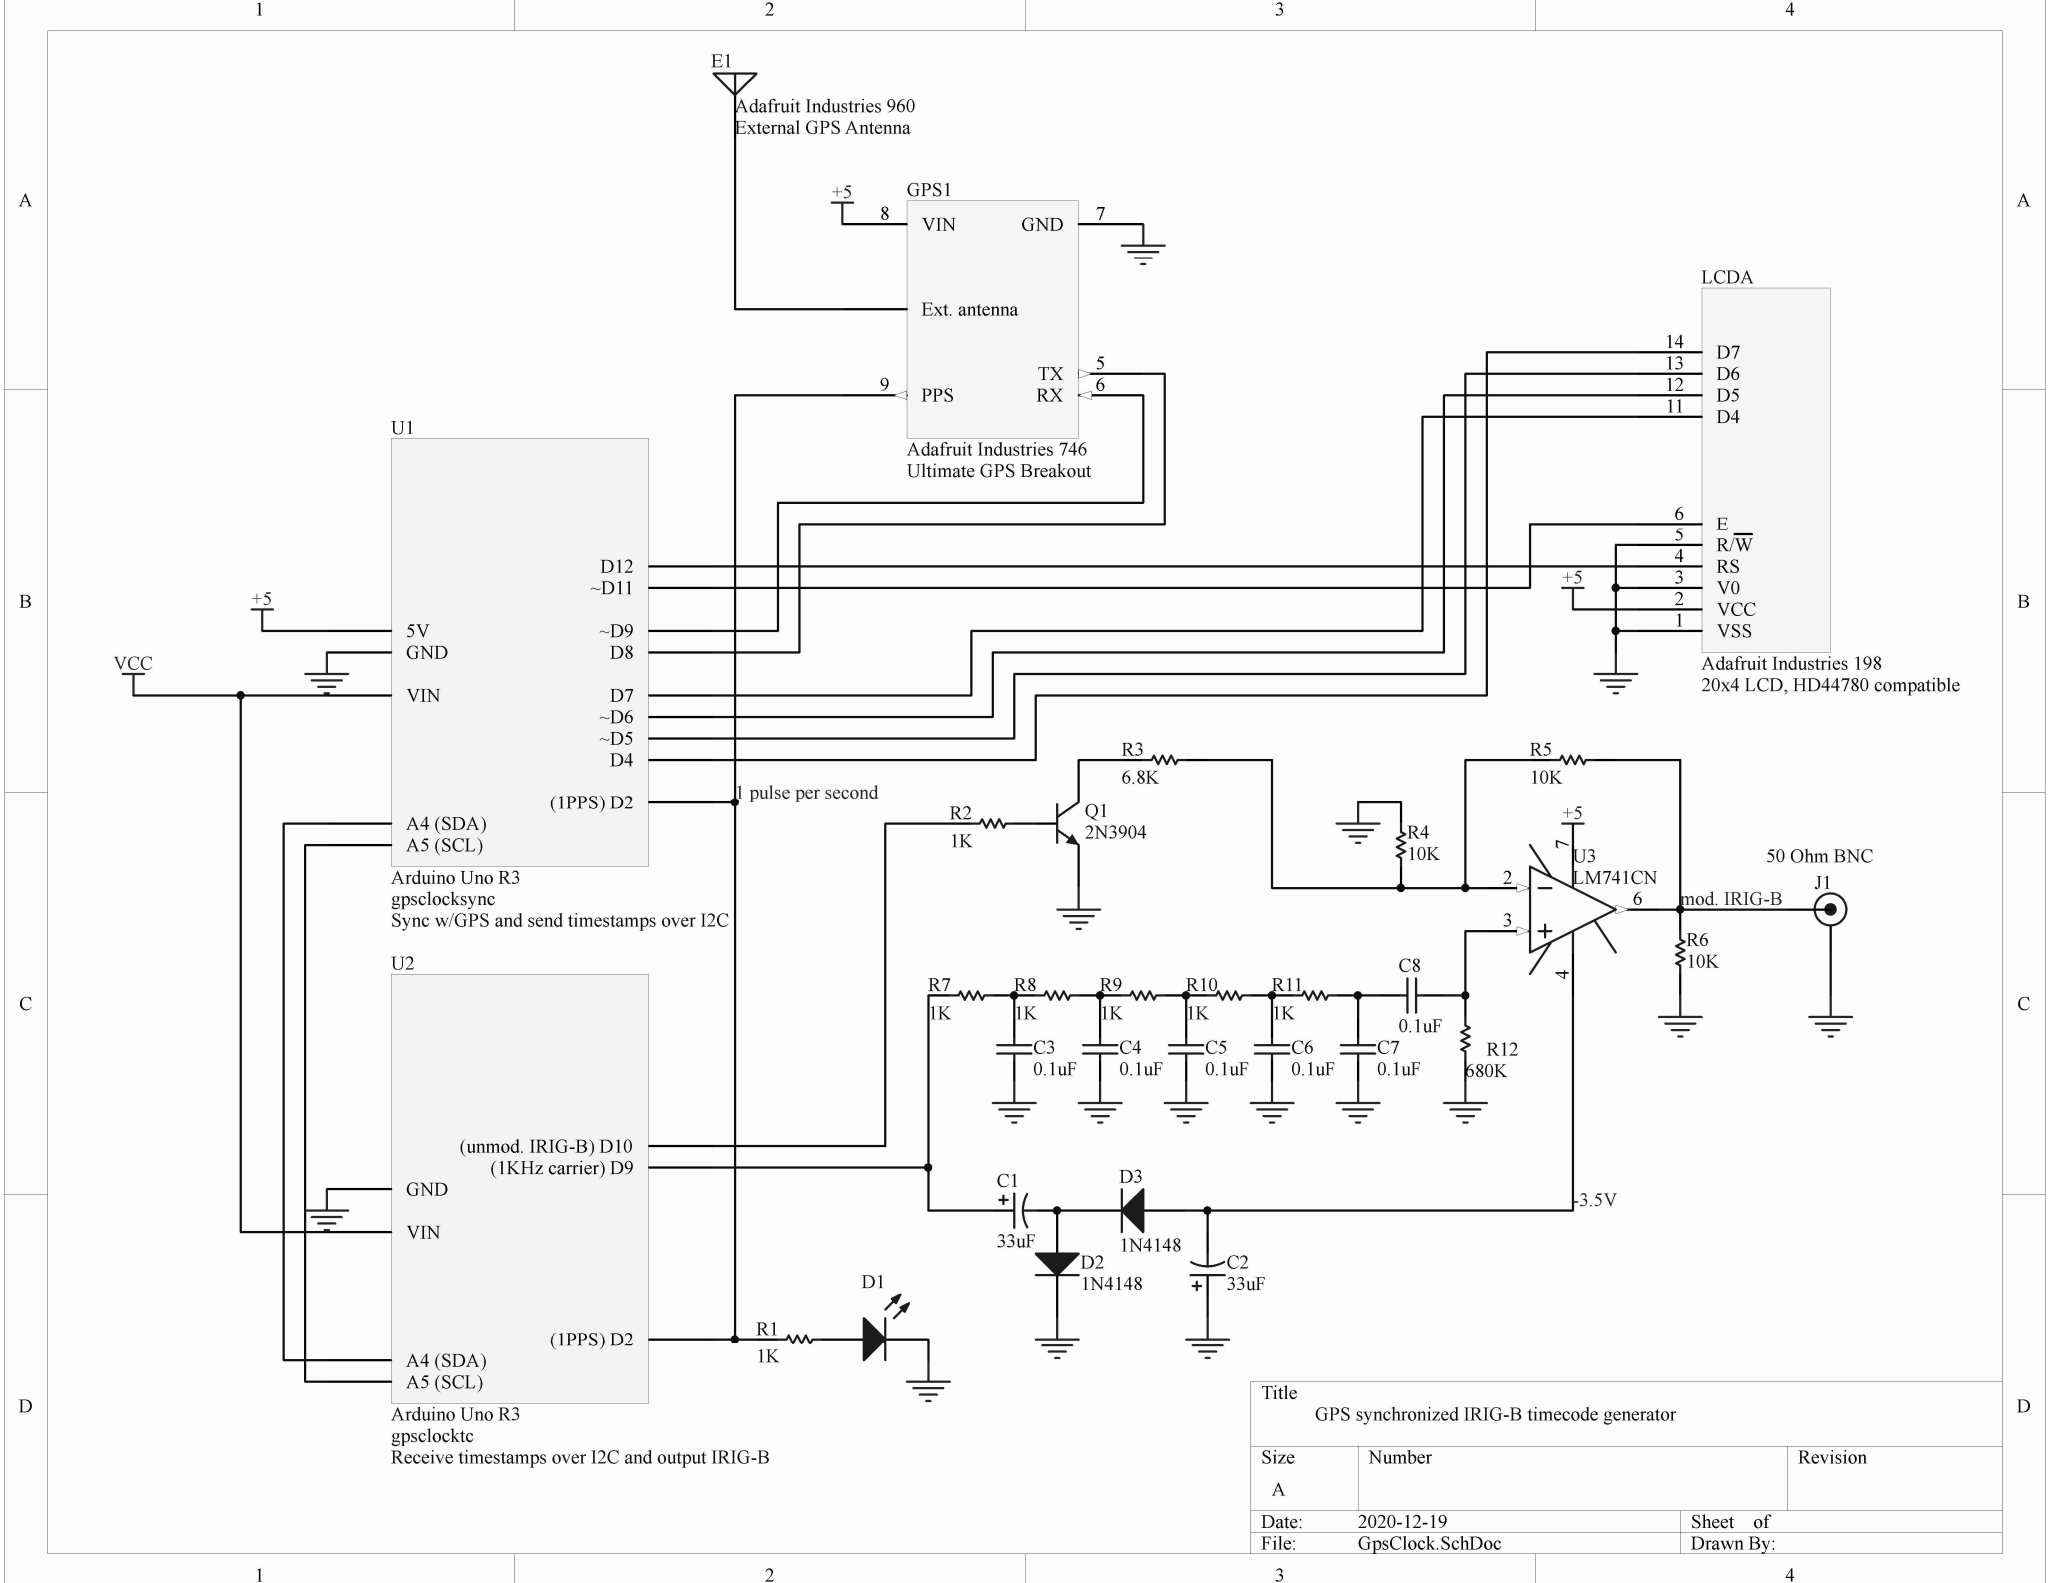 1 2 3 4
A
B
C
D
A
B
C
D
E1
Adafruit Industries 960
External GPS Antenna
+5
GPS1
8 VIN GND 7
Ext. antenna
TX 5
9 PPS RX 6
Adafruit Industries 746
Ultimate GPS Breakout
LCDA
14 D7
13 D6
12 D5
11 D4
6 E
5 R/W
4 RS
3 V0
2 VCC
1 VSS
+5
Adafruit Industries 198
20x4 LCD, HD44780 compatible
U1
D12
~D11
+5
5V ~D9
GND D8
VCC
VIN D7
~D6
~D5
D4
(1PPS) D2
1 pulse per second
A4 (SDA)
A5 (SCL)
Arduino Uno R3
gpsclocksync
Sync w/GPS and send timestamps over I2C
R2
1K
Q1
2N3904
R3
6.8K
R4
10K
R5
10K
+5
7
U3
LM741CN
2
3
6
4
mod. IRIG-B
50 Ohm BNC
J1
R6
10K
R7 R8 R9 R10 R11 C8
1K 1K 1K 1K 1K 0.1uF
C3 C4 C5 C6 C7
0.1uF 0.1uF 0.1uF 0.1uF 0.1uF
R12
680K
U2
(unmod. IRIG-B) D10
(1KHz carrier) D9
GND
VIN
(1PPS) D2
A4 (SDA)
A5 (SCL)
Arduino Uno R3
gpsclocktc
Receive timestamps over I2C and output IRIG-B
R1
1K
D1
C1
+
33uF
D2
1N4148
D3
1N4148
C2
33uF
+
-3.5V
Title
GPS synchronized IRIG-B timecode generator
Size Number Revision
A
Date: 2020-12-19 Sheet of
File: GpsClock.SchDoc Drawn By:
1 2 3 4